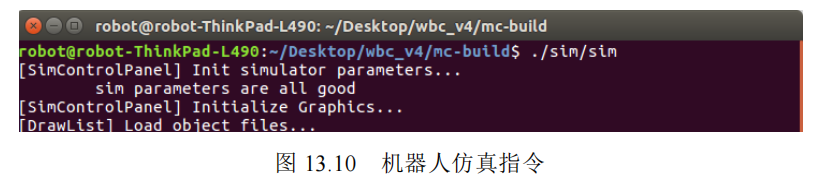 robot@robot-ThinkPad-L490: ~/Desktop/wbc_v4/mc-build
robot@robot-ThinkPad-L490:~/Desktop/wbc_v4/mc-build$ ./sim/sim
[SimControlPanel] Init simulator parameters...
sim parameters are all good
[SimControlPanel] Initialize Graphics...
[DrawList] Load object files...
图 13.10 机器人仿真指令